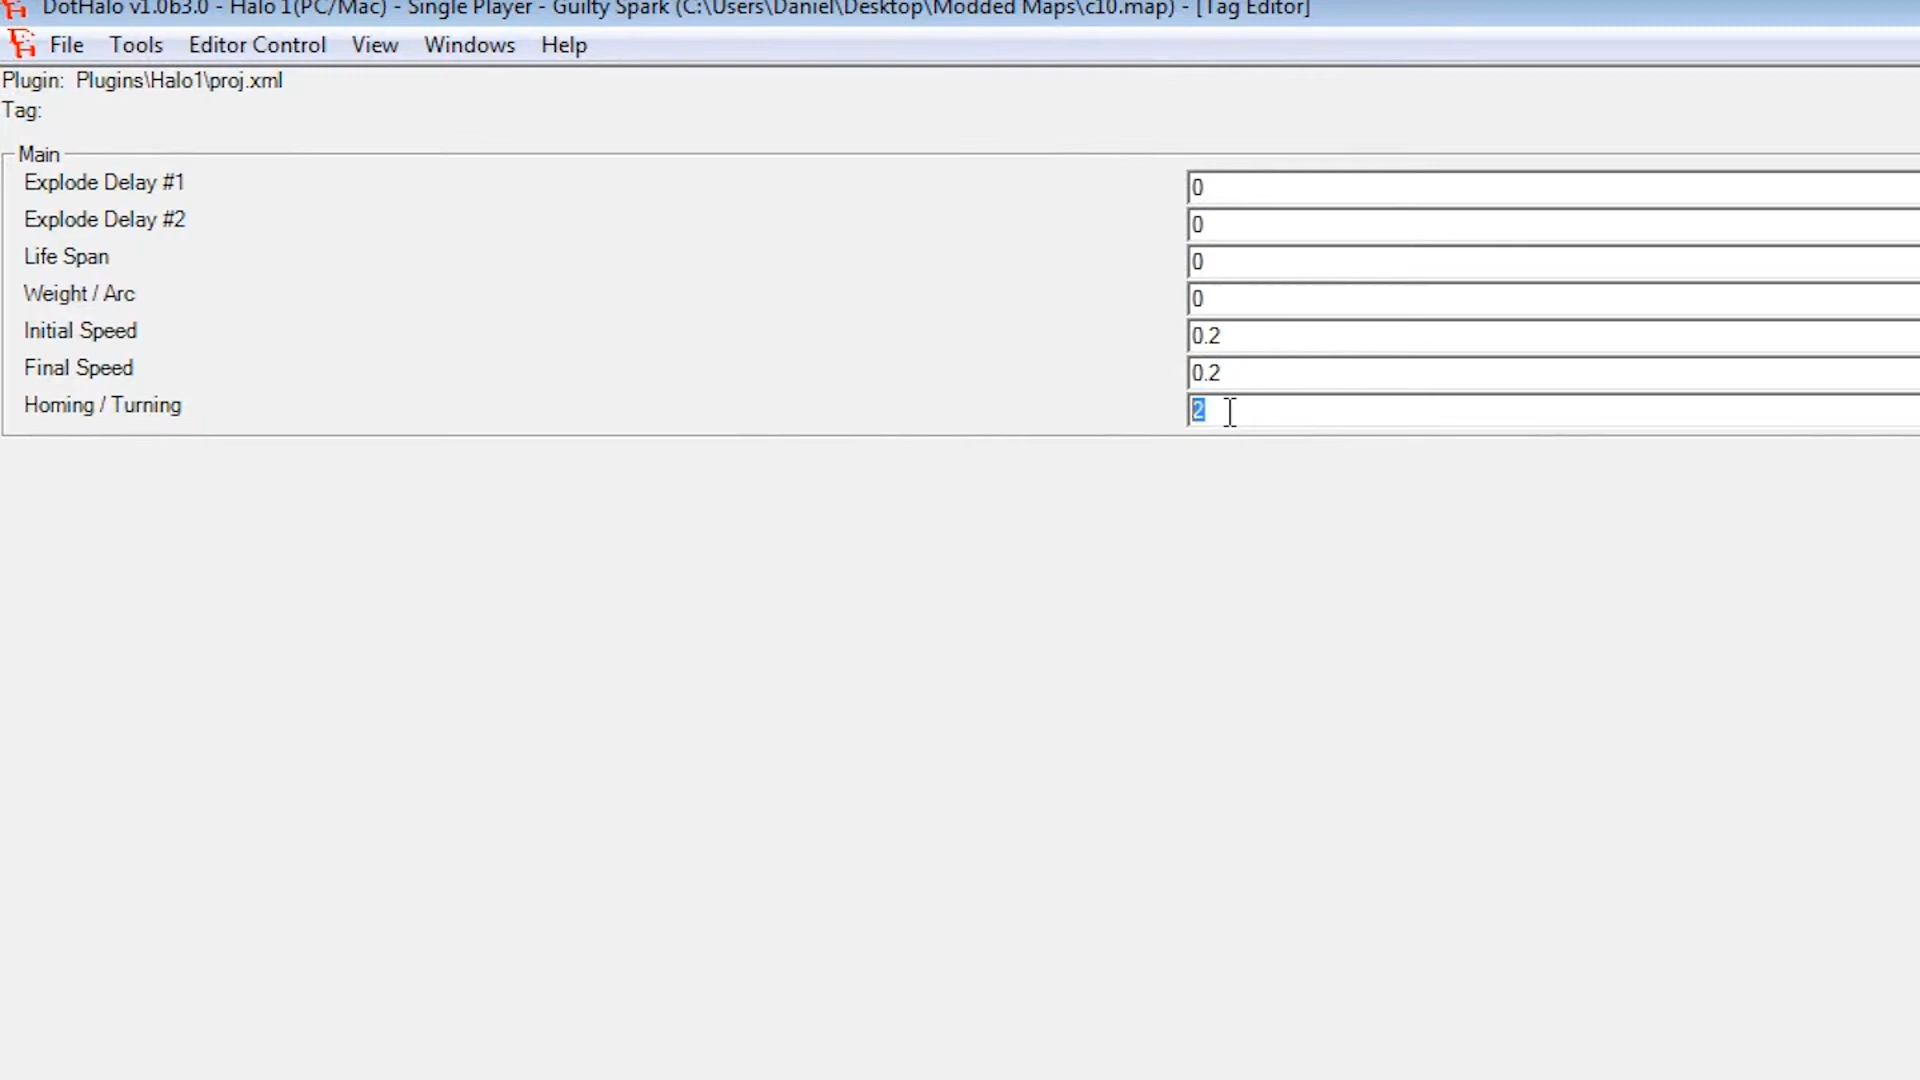 DotHalo v1.0b3.0 - Halo 1(PC/Mac) - Single Player - Guilty Spark (C:\Users\Daniel\Desktop\Modded Maps\c10.map) - [Tag Editor]
File Tools Editor Control View Windows Help
Plugin: Plugins\Halo1\proj.xml
Tag:
Main
Explode Delay #1 0
Explode Delay #2 0
Life Span 0
Weight / Arc 0
Initial Speed 0.2
Final Speed 0.2
Homing / Turning 2